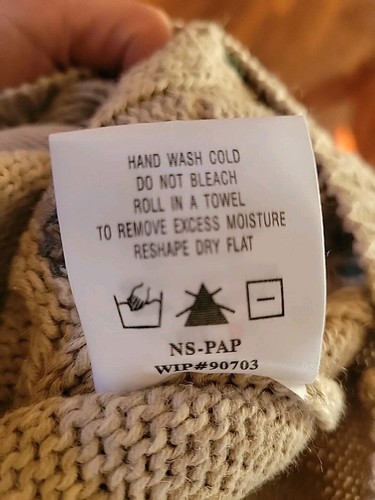 HAND WASH COLD
DO NOT BLEACH
ROLL IN A TOWEL
TO REMOVE EXCESS MOISTURE
RESHAPE DRY FLAT
NS-PAP
WIP#90703